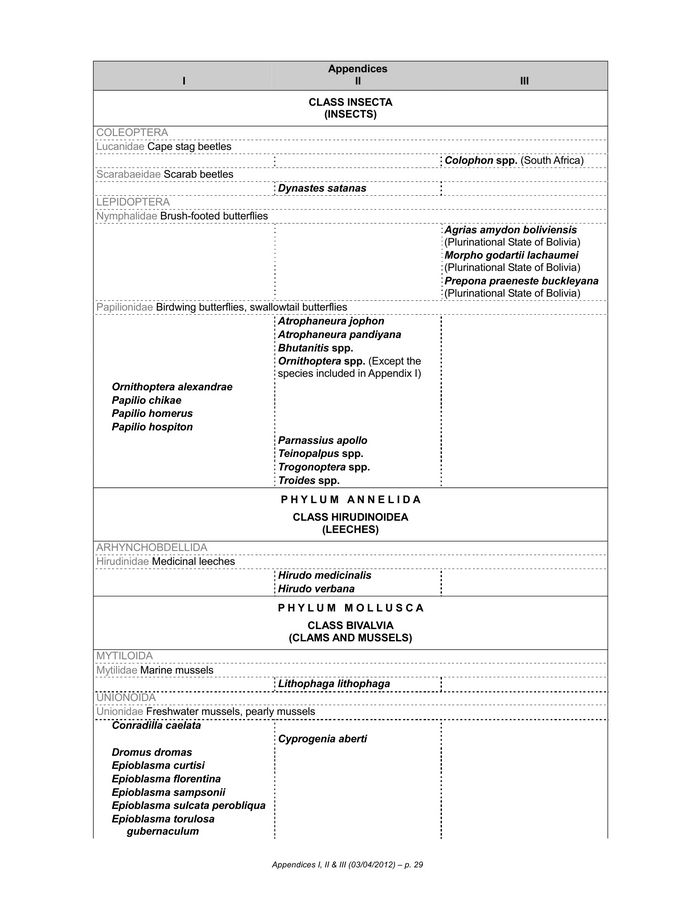 Appendices
I II III
CLASS INSECTA
(INSECTS)
COLEOPTERA
Lucanidae Cape stag beetles
Colophon spp. (South Africa)
Scarabaeidae Scarab beetles
Dynastes satanas
LEPIDOPTERA
Nymphalidae Brush-footed butterflies
Agrias amydon boliviensis
(Plurinational State of Bolivia)
Morpho godartii lachaumei
(Plurinational State of Bolivia)
Prepona praeneste buckleyana
(Plurinational State of Bolivia)
Papilionidae Birdwing butterflies, swallowtail butterflies
Atrophaneura jophon
Atrophaneura pandiyana
Bhutanitis spp.
Ornithoptera spp. (Except the
species included in Appendix I)
Ornithoptera alexandrae
Papilio chikae
Papilio homerus
Papilio hospiton
Parnassius apollo
Teinopalpus spp.
Trogonoptera spp.
Troides spp.
PHYLUM ANNELIDA
CLASS HIRUDINOIDEA
(LEECHES)
ARHYNCHOBDELLIDA
Hirudinidae Medicinal leeches
Hirudo medicinalis
Hirudo verbana
PHYLUM MOLLUSCA
CLASS BIVALVIA
(CLAMS AND MUSSELS)
MYTILOIDA
Mytilidae Marine mussels
Lithophaga lithophaga
UNIONOIDA
Unionidae Freshwater mussels, pearly mussels
Conradilla caelata
Cyprogenia aberti
Dromus dromas
Epioblasma curtisi
Epioblasma florentina
Epioblasma sampsonii
Epioblasma sulcata perobliqua
Epioblasma torulosa
gubernaculum
Appendices I, II & III (03/04/2012) – p. 29